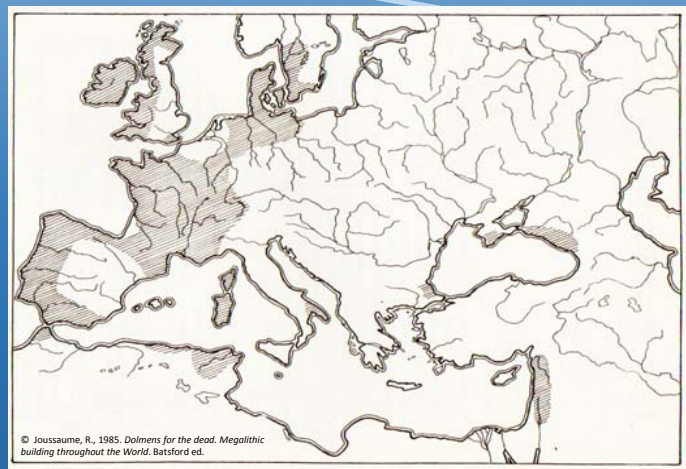 © Joussaume, R., 1985. Dolmens for the dead. Megalithic
building throughout the World. Batsford ed.